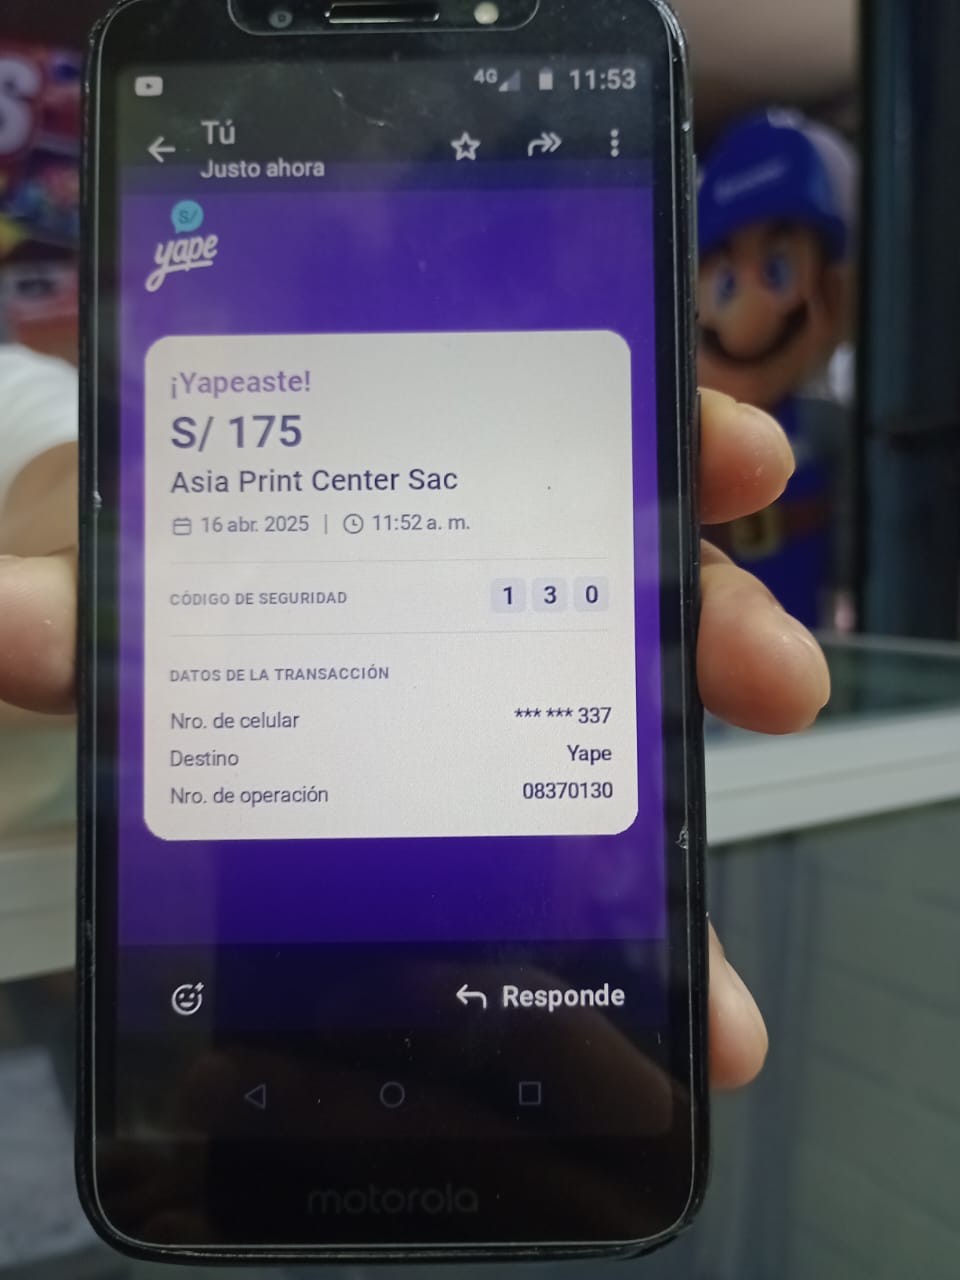 4G 11:53
Tú
Justo ahora
S/
yape
¡Yapeaste!
S/ 175
Asia Print Center Sac
16 abr. 2025 | 11:52 a. m.
CÓDIGO DE SEGURIDAD 1 3 0
DATOS DE LA TRANSACCIÓN
Nro. de celular *** *** 337
Destino Yape
Nro. de operación 08370130
Responde
motorola